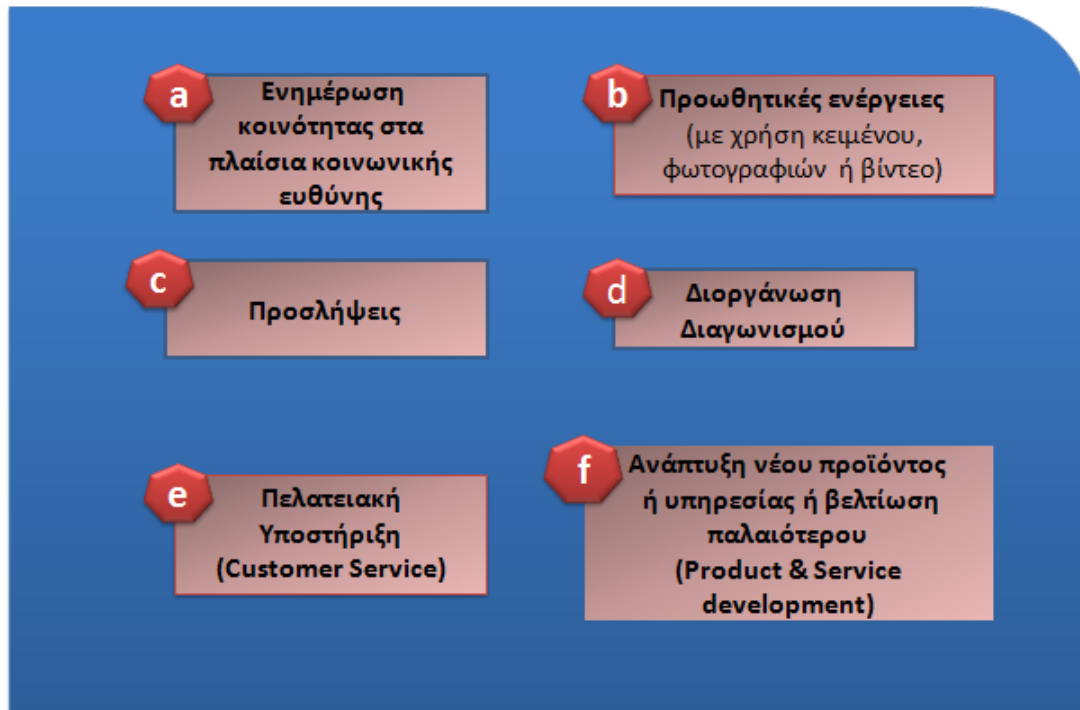 a
Ενημέρωση
κοινότητας στα
πλαίσια κοινωνικής
ευθύνης
b
Προωθητικές ενέργειες
(με χρήση κειμένου,
φωτογραφιών ή βίντεο)
c
Προσλήψεις
d
Διοργάνωση
Διαγωνισμού
e
Πελατειακή
Υποστήριξη
(Customer Service)
f
Ανάπτυξη νέου προϊόντος
ή υπηρεσίας ή βελτίωση
παλαιότερου
(Product & Service
development)